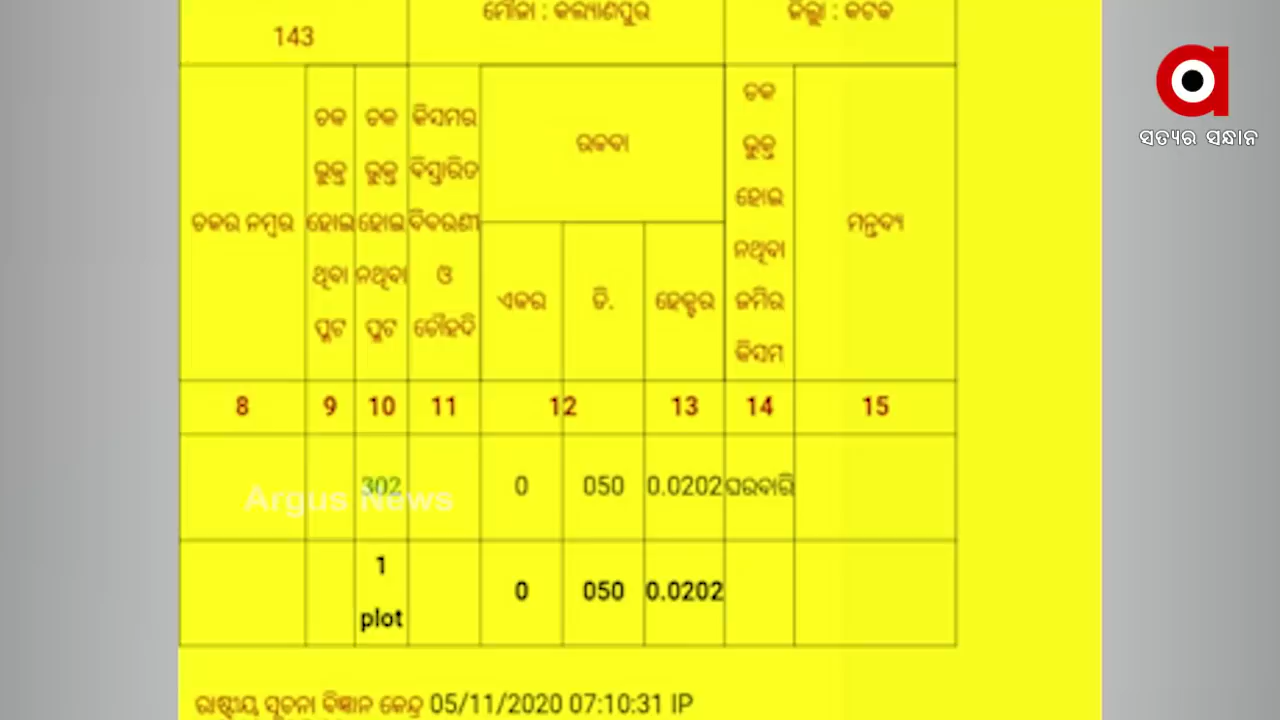 ମୌଜା : କଲ୍ୟାଣପୁର
ଜିଲ୍ଲା : କଟକ
143
ଚକର ନମ୍ବର
ଚକ
ଭୁକ୍ତ
ହୋଇ
ଥିବା
ପ୍ଲଟ
ଚକ
ଭୁକ୍ତ
ହୋଇ
ନଥିବା
ପ୍ଲଟ
କିସମର
ବିସ୍ତାରିତ
ବିବରଣୀ
ଓ
ଚୌହଦି
ରକବା
ଏକର
ଡି.
ହେକ୍ଟର
ଚକ
ଭୁକ୍ତ
ହୋଇ
ନଥିବା
ଜମିର
କିସମ
ମନ୍ତବ୍ୟ
8 9 10 11 12 13 14 15
302 0 050 0.0202 ଘରବାରି
1
plot
0 050 0.0202
ରାଷ୍ଟ୍ରୀୟ ସୂଚନା ବିଜ୍ଞାନ କେନ୍ଦ୍ର 05/11/2020 07:10:31 IP
Argus News
ସତ୍ୟର ସନ୍ଧାନ